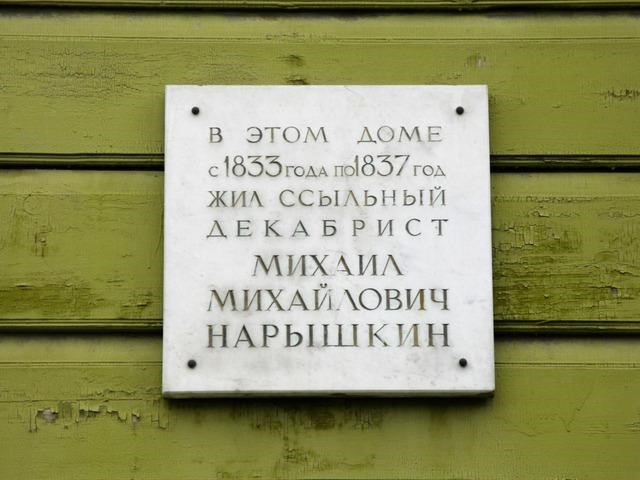 В ЭТОМ ДОМЕ
С 1833 ГОДА ПО 1837 ГОД
ЖИЛ ССЫЛЬНЫЙ
ДЕКАБРИСТ
МИХАИЛ
МИХАЙЛОВИЧ
НАРЫШКИН